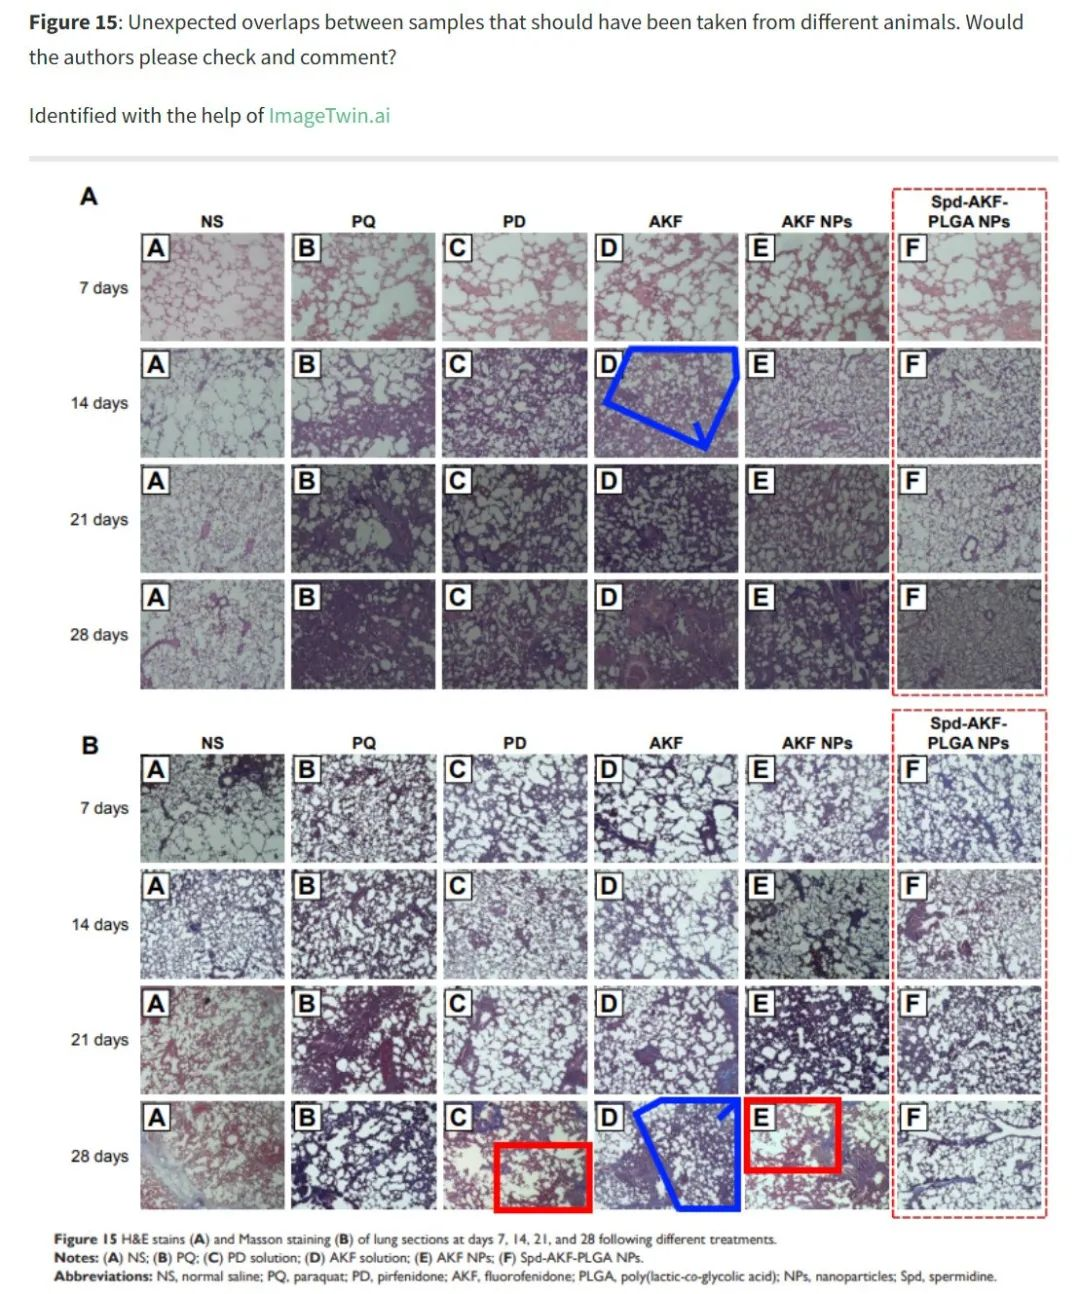 Figure 15: Unexpected overlaps between samples that should have been taken from different animals. Would
the authors please check and comment?
Identified with the help of ImageTwin.ai
A
NS PQ PD AKF AKF NPs Spd-AKF-
PLGA NPs
7 days A B C D E F
14 days A B C D E F
21 days A B C D E F
28 days A B C D E F
B
NS PQ PD AKF AKF NPs Spd-AKF-
PLGA NPs
7 days A B C D E F
14 days A B C D E F
21 days A B C D E F
28 days A B C D E F
Figure 15 H&E stains (A) and Masson staining (B) of lung sections at days 7, 14, 21, and 28 following different treatments.
Notes: (A) NS; (B) PQ; (C) PD solution; (D) AKF solution; (E) AKF NPs; (F) Spd-AKF-PLGA NPs.
Abbreviations: NS, normal saline; PQ, paraquat; PD, pirfenidone; AKF, fluorofenidone; PLGA, poly(lactic-co-glycolic acid); NPs, nanoparticles; Spd, spermidine.